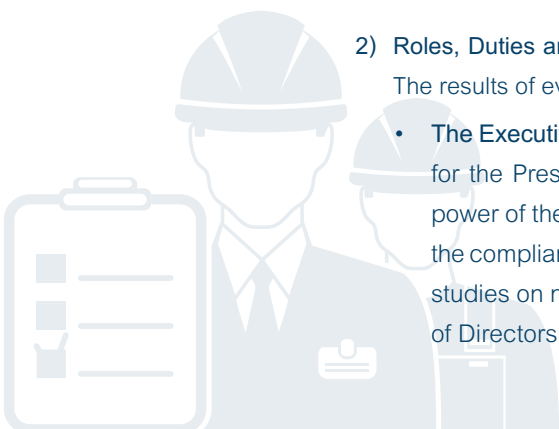 2) Roles, Duties a
The results of ev
• The Executi
for the Pres
power of the
the complian
studies on n
of Directors